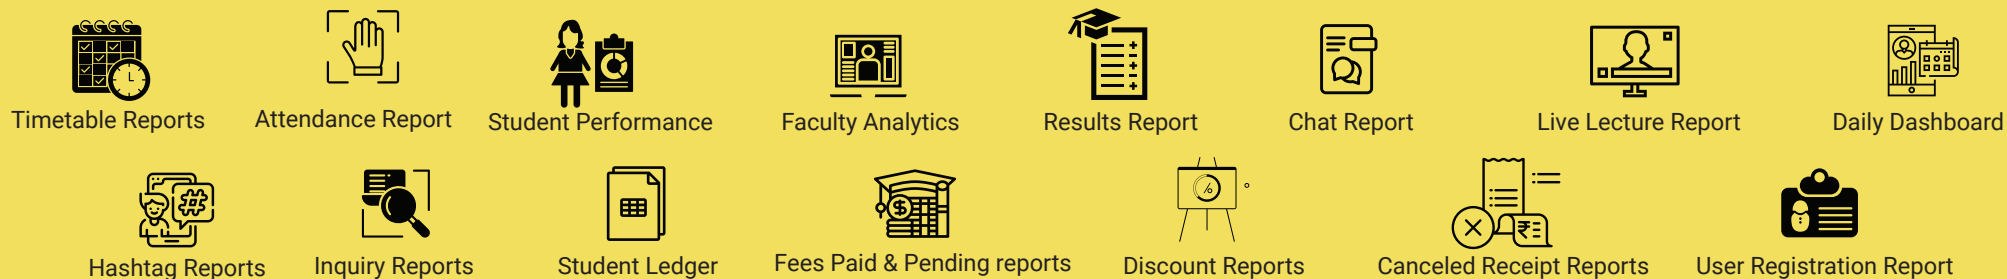 Timetable Reports
Attendance Report
Student Performance
Faculty Analytics
Results Report
Chat Report
Live Lecture Report
Daily Dashboard
Hashtag Reports
Inquiry Reports
Student Ledger
Fees Paid & Pending reports
Discount Reports
Canceled Receipt Reports
User Registration Report